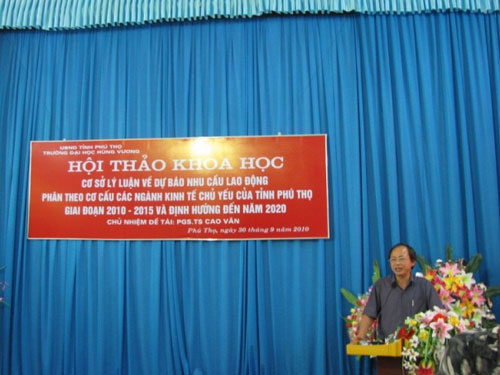 UBND TỈNH PHÚ THỌ
TRƯỜNG ĐẠI HỌC HÙNG VƯƠNG
HỘI THẢO KHOA HỌC
CƠ SỞ LÝ LUẬN VỀ DỰ BÁO NHU CẦU LAO ĐỘNG
PHÂN THEO CƠ CẤU CÁC NGÀNH KINH TẾ CHỦ YẾU CỦA TỈNH PHÚ THỌ
GIAI ĐOẠN 2010 - 2015 VÀ ĐỊNH HƯỚNG ĐẾN NĂM 2020
CHỦ NHIỆM ĐỀ TÀI: PGS.TS CAO VĂN
Phú Thọ, ngày 30 tháng 9 năm 2010